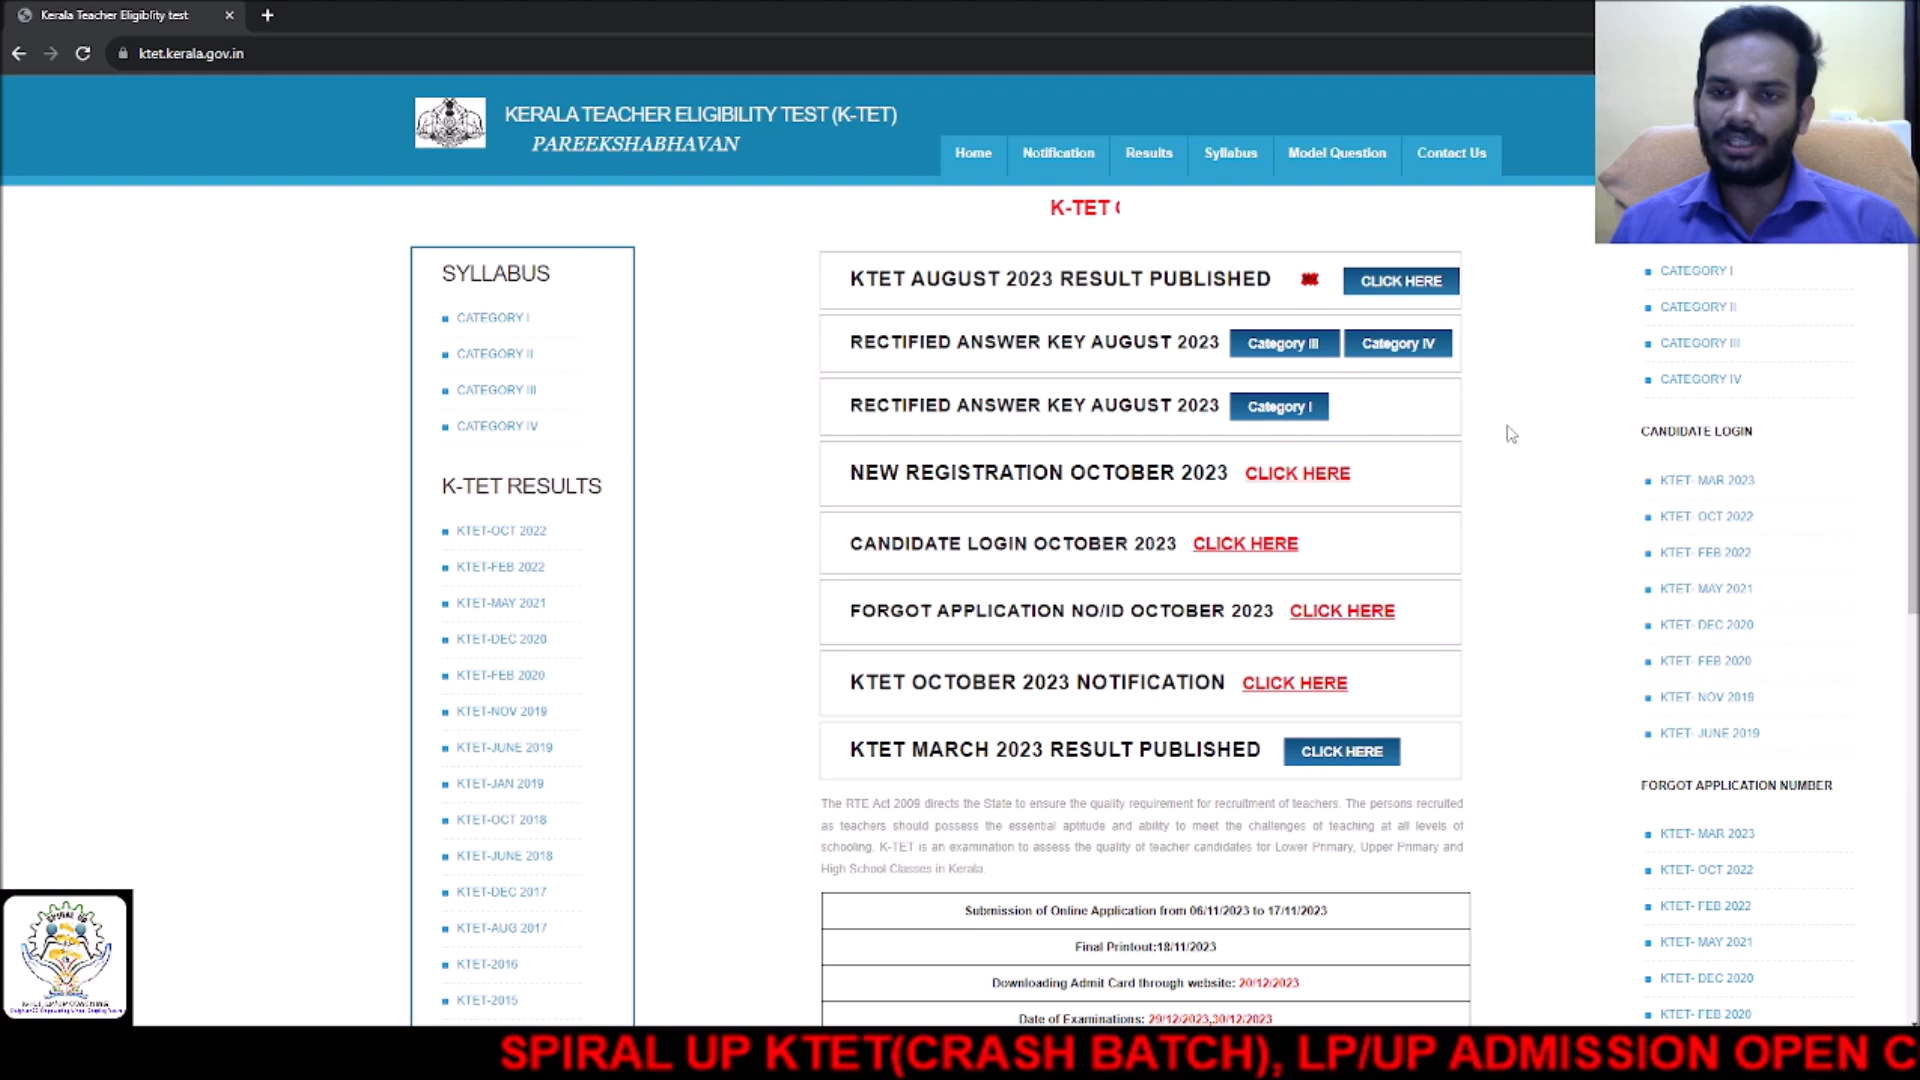 Kerala Teacher Eligiblity test
ktet.kerala.gov.in
KERALA TEACHER ELIGIBILITY TEST (K-TET)
PAREEKSHABHAVAN
Home
Notification
Results
Syllabus
Model Question
Contact Us
K-TET
SYLLABUS
CATEGORY I
CATEGORY II
CATEGORY III
CATEGORY IV
K-TET RESULTS
KTET-OCT 2022
KTET-FEB 2022
KTET-MAY 2021
KTET-DEC 2020
KTET-FEB 2020
KTET-NOV 2019
KTET-JUNE 2019
KTET-JAN 2019
KTET-OCT 2018
KTET-JUNE 2018
KTET-DEC 2017
KTET-AUG 2017
KTET-2016
KTET-2015
KTET AUGUST 2023 RESULT PUBLISHED CLICK HERE
RECTIFIED ANSWER KEY AUGUST 2023 Category III Category IV
RECTIFIED ANSWER KEY AUGUST 2023 Category I
NEW REGISTRATION OCTOBER 2023 CLICK HERE
CANDIDATE LOGIN OCTOBER 2023 CLICK HERE
FORGOT APPLICATION NO/ID OCTOBER 2023 CLICK HERE
KTET OCTOBER 2023 NOTIFICATION CLICK HERE
KTET MARCH 2023 RESULT PUBLISHED CLICK HERE
The RTE Act 2009 directs the State to ensure the quality requirement for recruitment of teachers. The persons recruited
as teachers should possess the essential aptitude and ability to meet the challenges of teaching at all levels of
schooling. K-TET is an examination to assess the quality of teacher candidates for Lower Primary, Upper Primary and
High School Classes in Kerala.
Submission of Online Application from 06/11/2023 to 17/11/2023
Final Printout:18/11/2023
Downloading Admit Card through website: 20/12/2023
Date of Examinations: 29/12/2023,30/12/2023
CATEGORY I
CATEGORY II
CATEGORY III
CATEGORY IV
CANDIDATE LOGIN
KTET- MAR 2023
KTET- OCT 2022
KTET- FEB 2022
KTET- MAY 2021
KTET- DEC 2020
KTET- FEB 2020
KTET- NOV 2019
KTET- JUNE 2019
FORGOT APPLICATION NUMBER
KTET- MAR 2023
KTET- OCT 2022
KTET- FEB 2022
KTET- MAY 2021
KTET- DEC 2020
KTET- FEB 2020
SPIRAL UP
K-TET, LP/UP COACHING
SPIRAL UP KTET(CRASH BATCH), LP/UP ADMISSION OPEN C